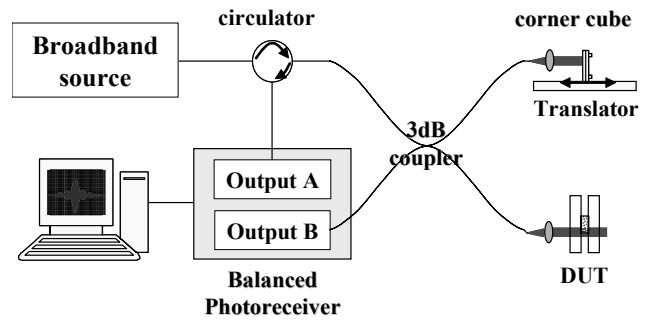 circulator
corner cube
Broadband
source
Translator
3dB
coupler
Output A
Output B
DUT
Balanced
Photoreceiver